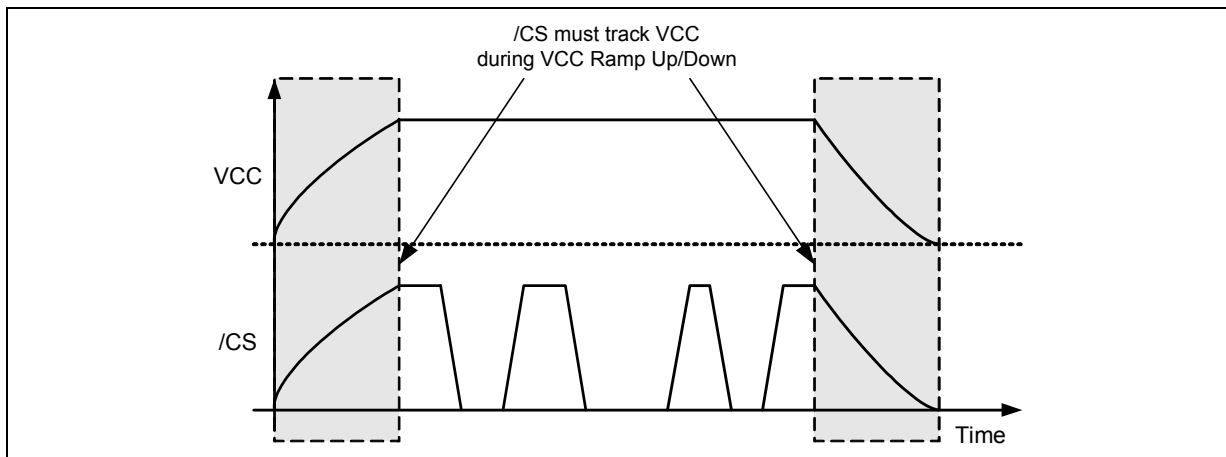 /CS must track VCC
during VCC Ramp Up/Down
VCC
/CS
Time